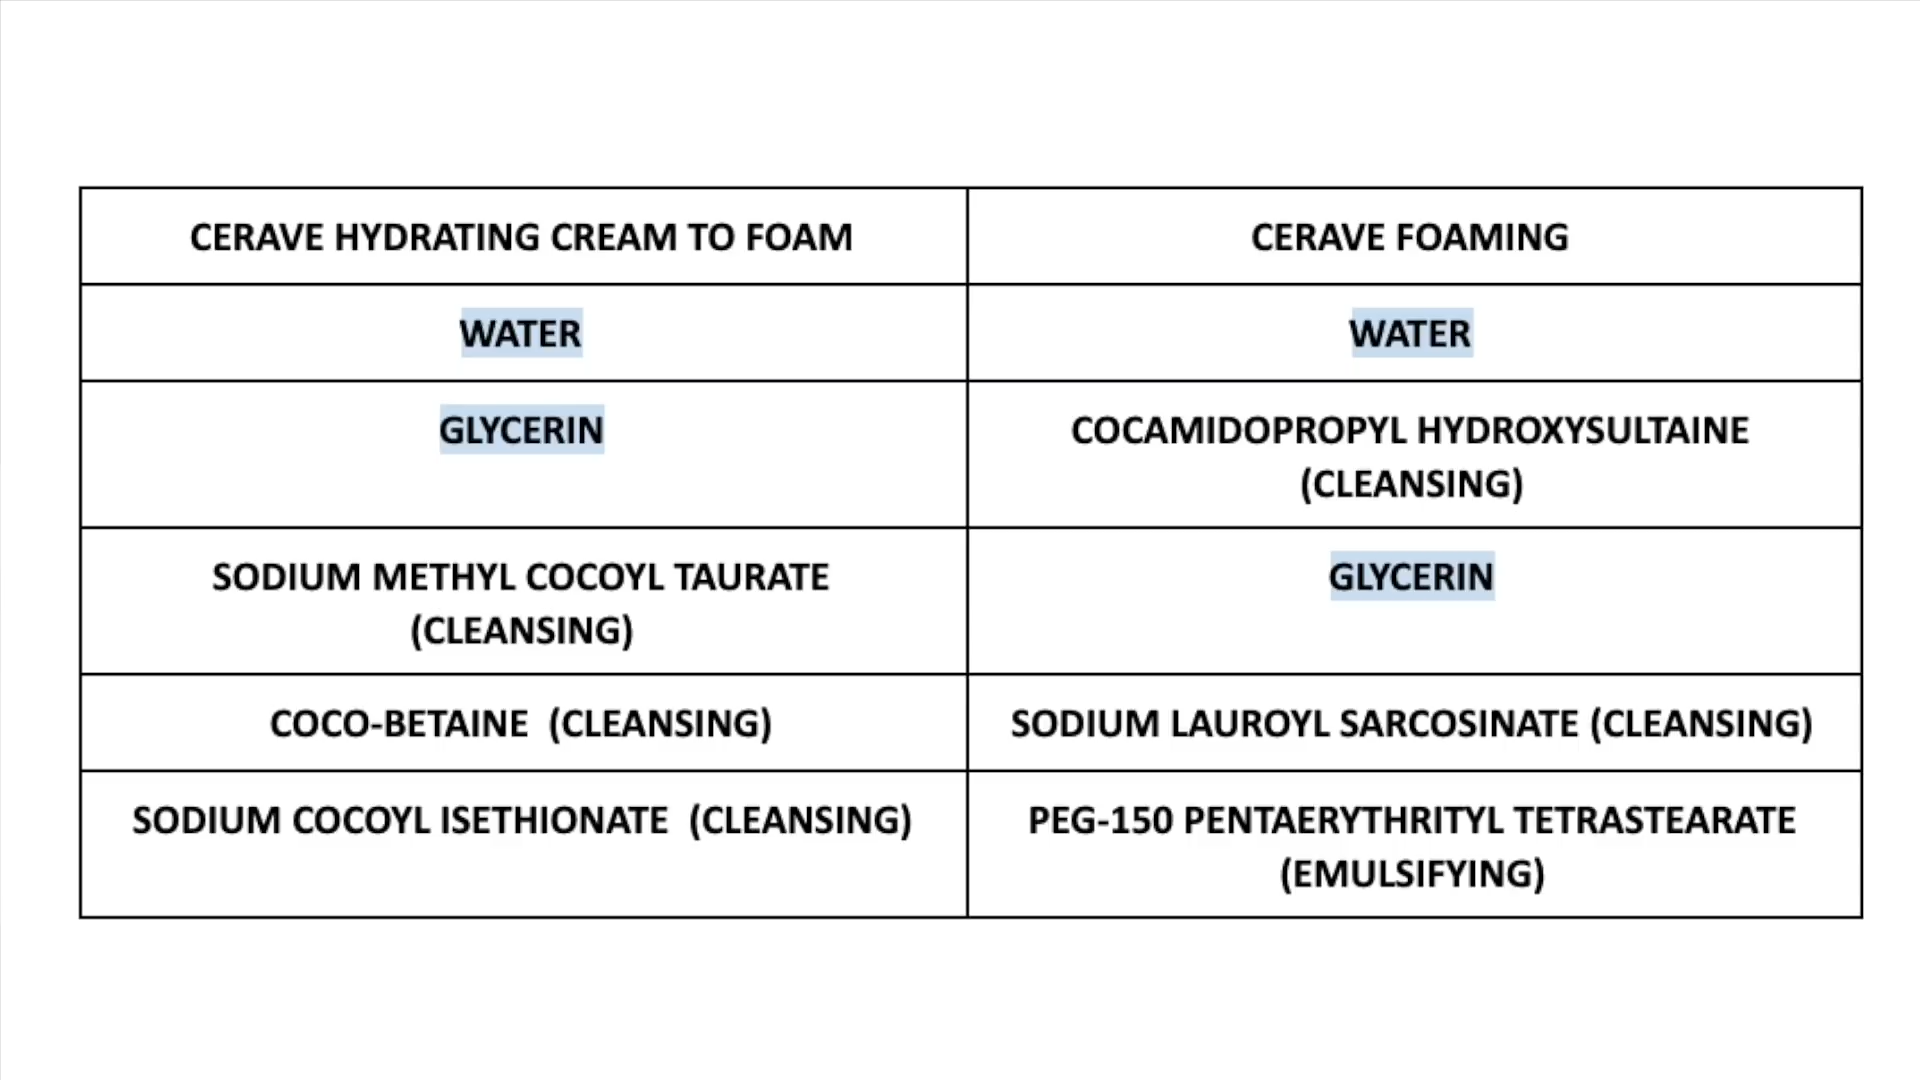 CERAVE HYDRATING CREAM TO FOAM
CERAVE FOAMING
WATER
WATER
GLYCERIN
COCAMIDOPROPYL HYDROXYSULTAINE
(CLEANSING)
SODIUM METHYL COCOYL TAURATE
(CLEANSING)
GLYCERIN
COCO-BETAINE  (CLEANSING)
SODIUM LAUROYL SARCOSINATE (CLEANSING)
SODIUM COCOYL ISETHIONATE  (CLEANSING)
PEG-150 PENTAERYTHRITYL TETRASTEARATE
(EMULSIFYING)